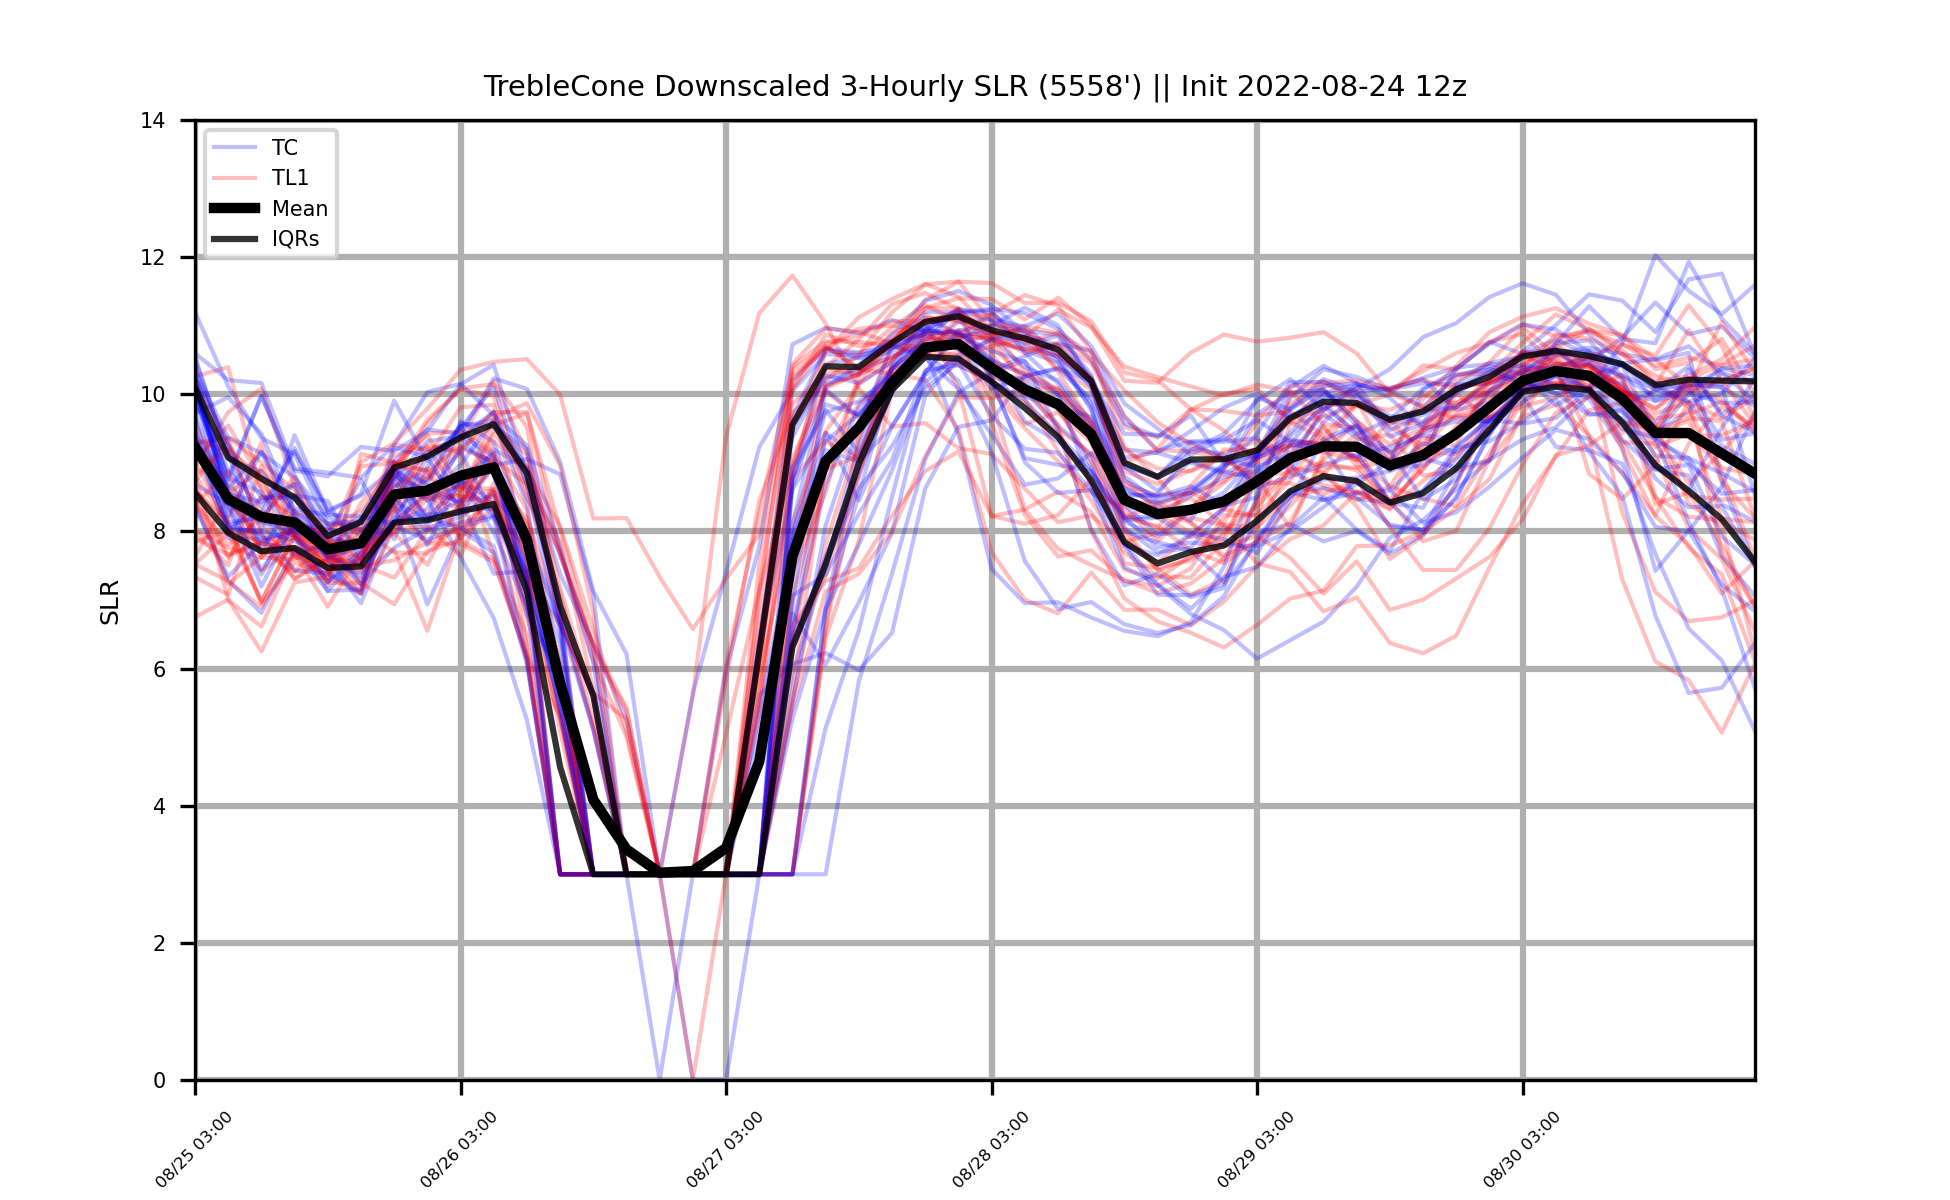 TrebleCone Downscaled 3-Hourly SLR (5558') || Init 2022-08-24 12z
14
12
10
8
6
4
2
0
SLR
TC
TL1
Mean
IQRs
08/25 03:00
08/26 03:00
08/27 03:00
08/28 03:00
08/29 03:00
08/30 03:00